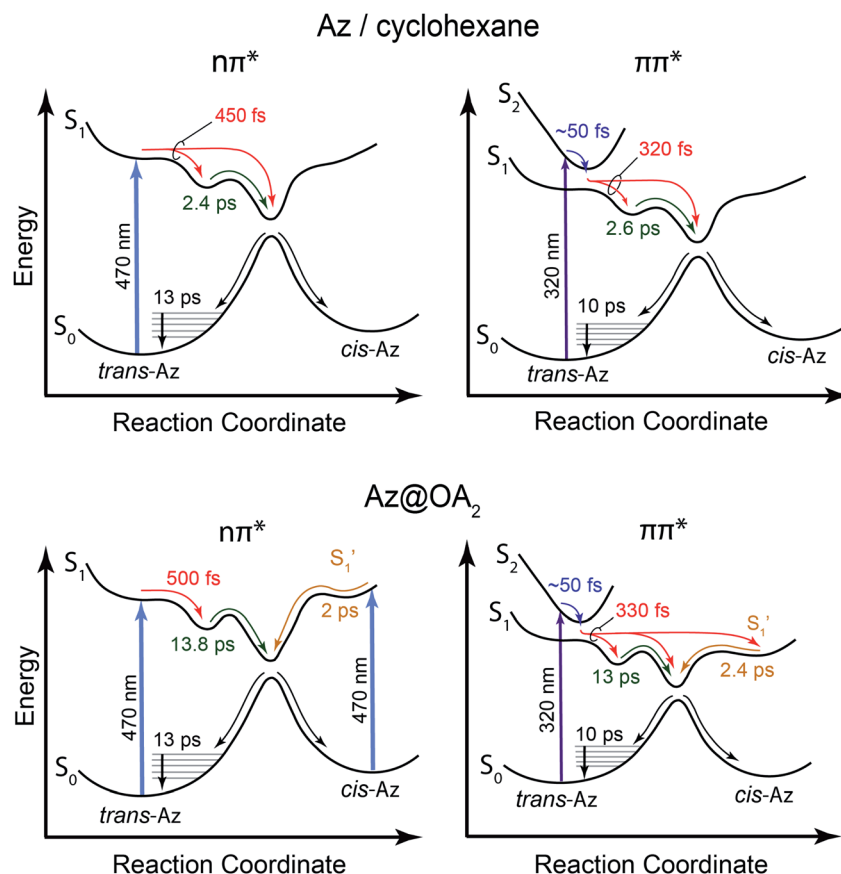 Az / cyclohexane
nπ*
S1
450 fs
2.4 ps
470 nm
13 ps
S0
trans-Az
cis-Az
Energy
Reaction Coordinate
ππ*
S2
~50 fs
S1
320 fs
2.6 ps
320 nm
10 ps
S0
trans-Az
cis-Az
Reaction Coordinate
Az@OA2
nπ*
S1
500 fs
S1'
2 ps
13.8 ps
470 nm
470 nm
13 ps
S0
trans-Az
cis-Az
Energy
Reaction Coordinate
ππ*
S2
~50 fs
S1
330 fs
S1'
13 ps
2.4 ps
320 nm
10 ps
S0
trans-Az
cis-Az
Reaction Coordinate